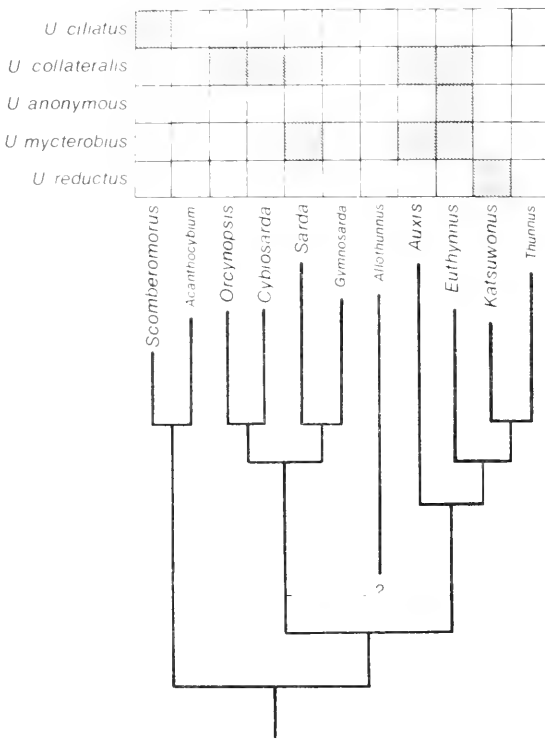 U ciliatus
U collateralis
U anonymous
U mycterobius
U reductus
Scomberomorus
Acanthocybium
Orcynopsis
Cybiosarda
Sarda
Gymnosarda
Allothunnus
Auxis
Euthynnus
Katsuwonus
Thunnus
?